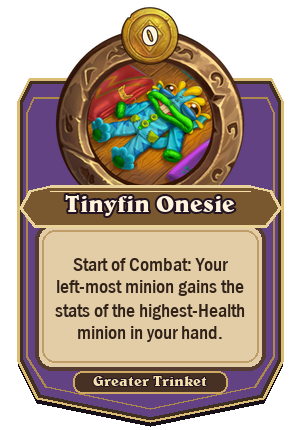 0
Tinyfin Onesie
Start of Combat: Your
left-most minion gains the
stats of the highest-Health
minion in your hand.
Greater Trinket